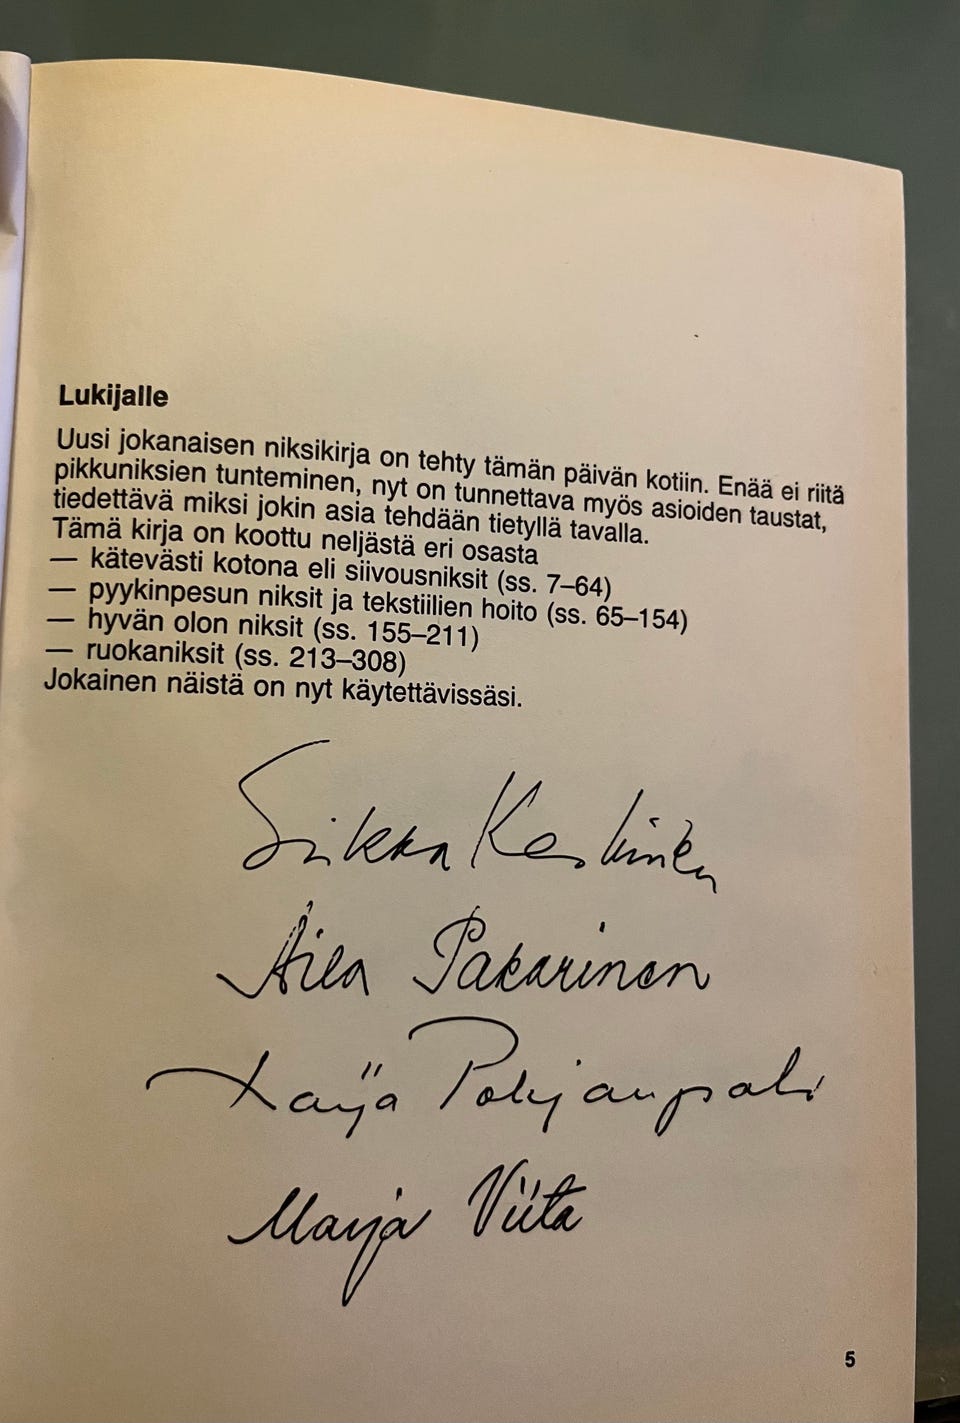 Lukijalle
Uusi jokanaisen niksikirja on tehty tämän päivän kotiin. Enää ei riitä
pikkuniksien tunteminen, nyt on tunnettava myös asioiden taustat,
tiedettävä miksi jokin asia tehdään tietyllä tavalla.
Tämä kirja on koottu neljästä eri osasta
— kätevästi kotona eli siivousniksit (ss. 7–64)
— pyykinpesun niksit ja tekstiilien hoito (ss. 65–154)
— hyvän olon niksit (ss. 155–211)
— ruokaniksit (ss. 213–308)
Jokainen näistä on nyt käytettävissäsi.
Sirkka
Aila Pakarinen
Marja Viita
5